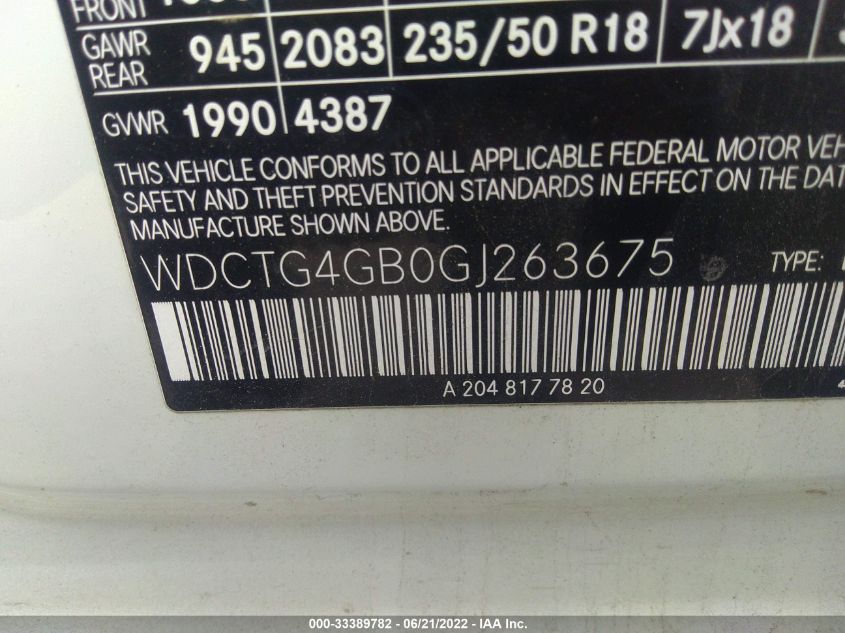 FRONT
GAWR REAR 945 2083 235/50 R18 7Jx18
GVWR 1990 4387
THIS VEHICLE CONFORMS TO ALL APPLICABLE FEDERAL MOTOR VEH
SAFETY AND THEFT PREVENTION STANDARDS IN EFFECT ON THE DAT
MANUFACTURE SHOWN ABOVE.
WDCTG4GB0GJ263675 TYPE:
A 204 817 78 20
000-33389782 - 06/21/2022 - IAAI